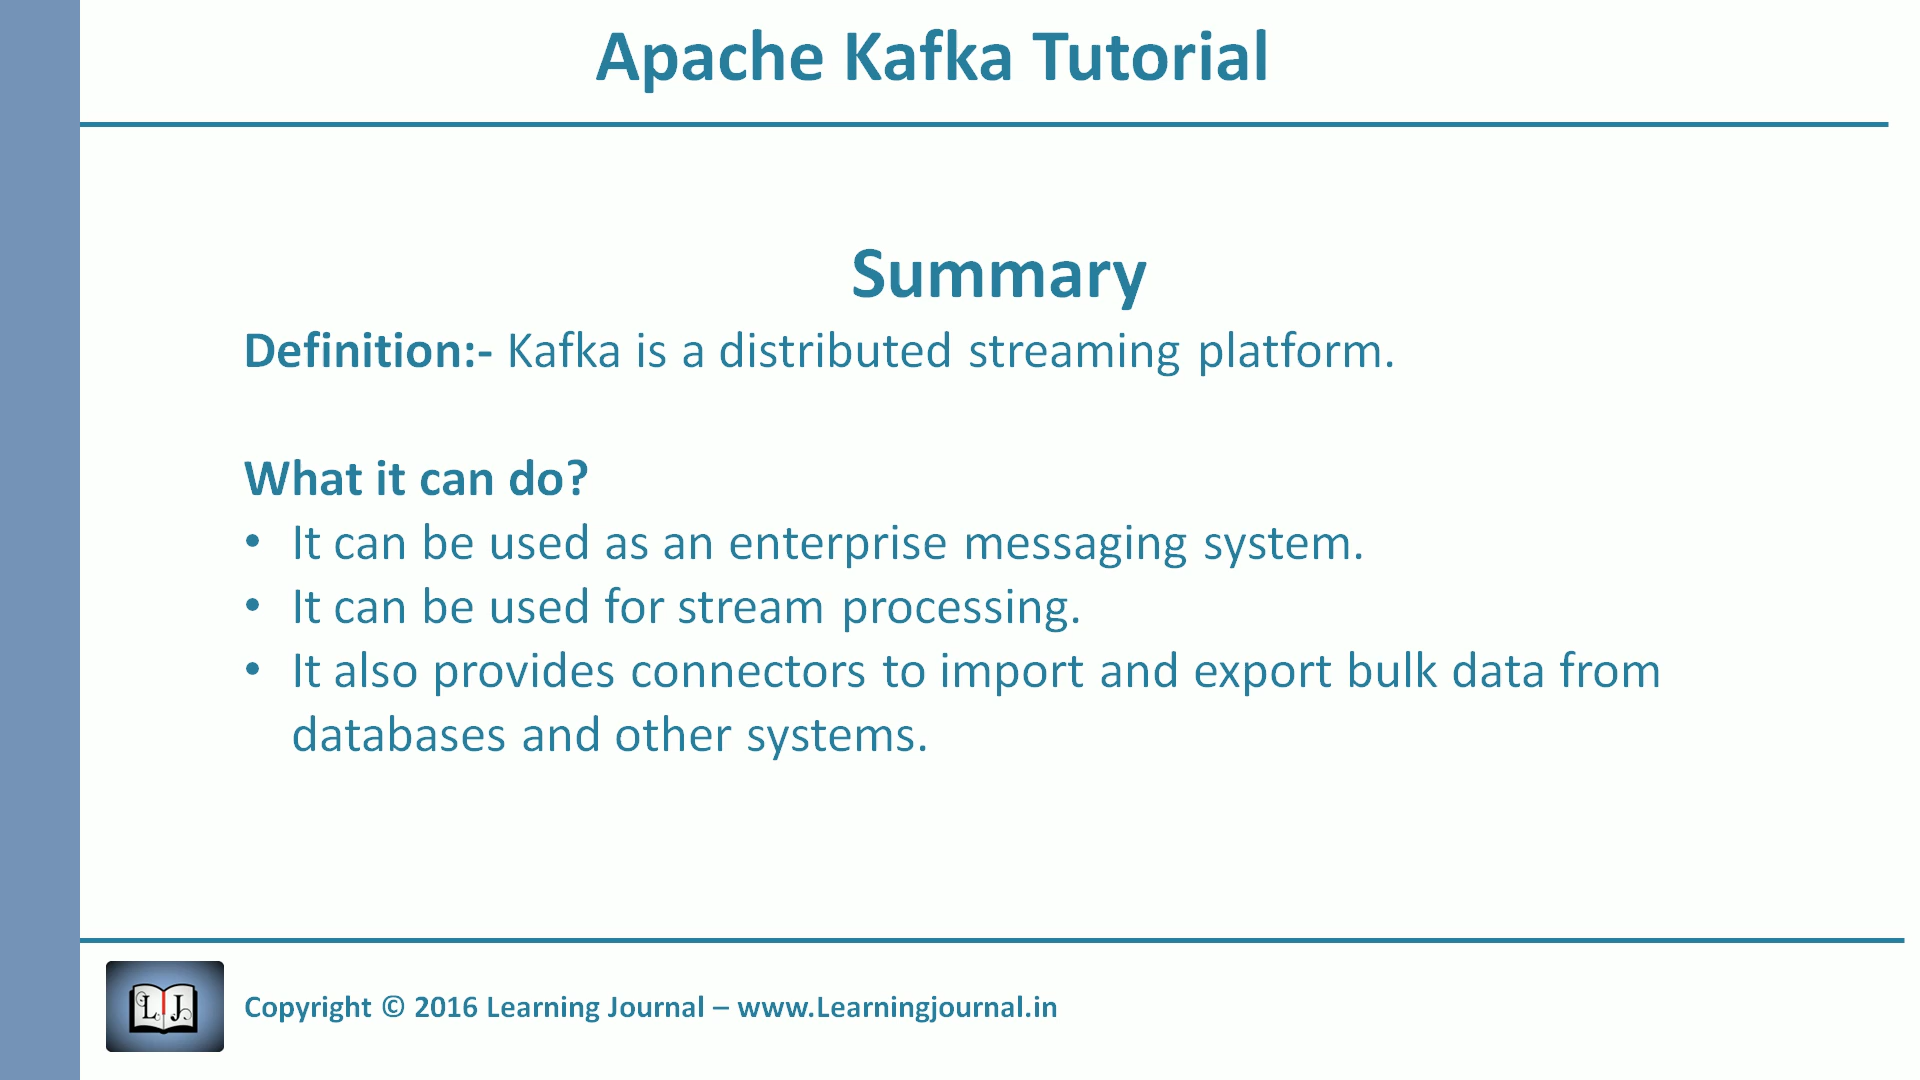 Apache Kafka Tutorial
Summary
Definition:- Kafka is a distributed streaming platform.
What it can do?
• It can be used as an enterprise messaging system.
• It can be used for stream processing.
• It also provides connectors to import and export bulk data from
databases and other systems.
L J
Copyright © 2016 Learning Journal – www.Learningjournal.in